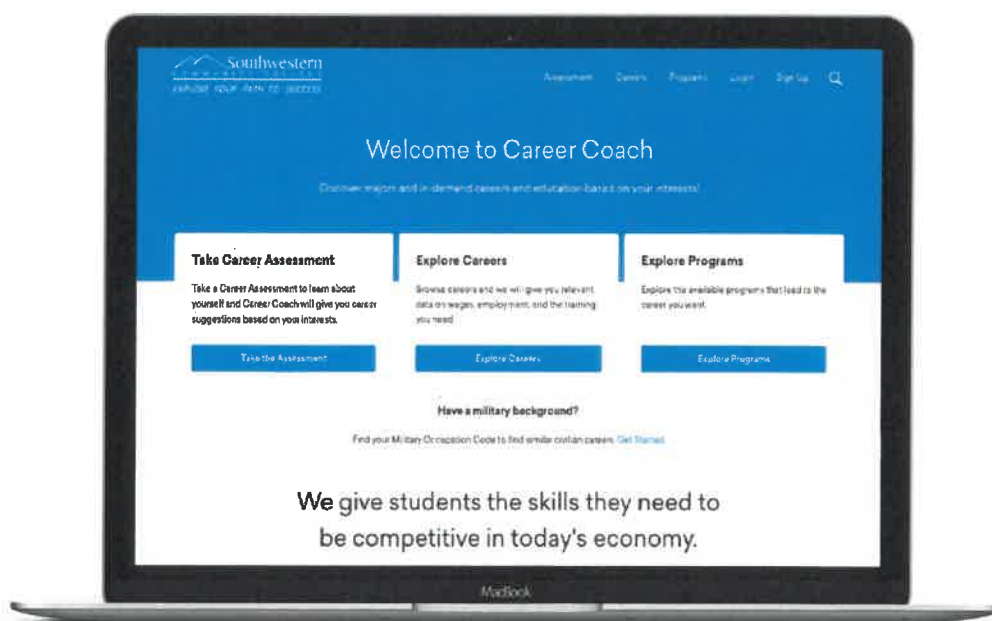 Southwestern
COMMUNITY COLLEGE
EXPLORE YOUR PATH TO SUCCESS
Assessment Careers Programs Login Sign Up
Welcome to Career Coach
Discover majors and in-demand careers and education based on your interests!
Take Career Assessment
Take a Career Assessment to learn about
yourself and Career Coach will give you career
suggestions based on your interests.
Take the Assessment
Explore Careers
Browse careers and we will give you relevant
data on wages, employment, and the training
you need.
Explore Careers
Explore Programs
Explore the available programs that lead to the
career you want.
Explore Programs
Have a military background?
Find your Military Occupation Code to find similar civilian careers. Get Started
We give students the skills they need to
be competitive in today's economy.
MacBook